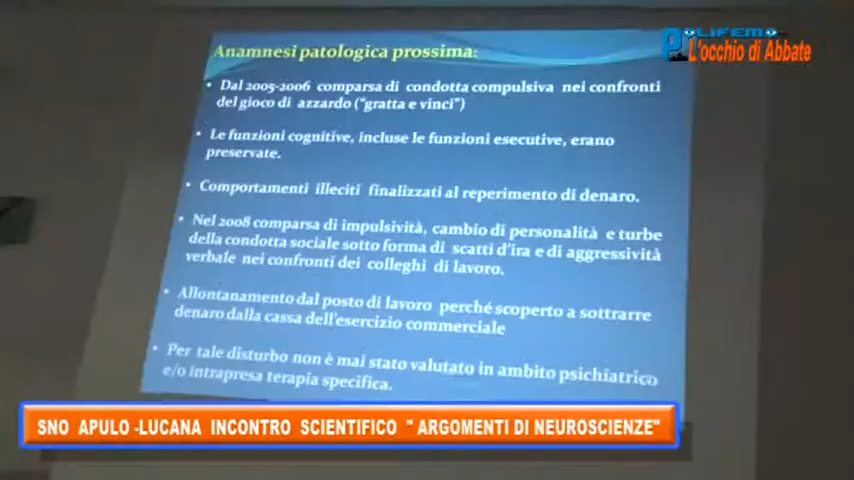 POLIFEMO
L'occhio di Abbate
Anamnesi patologica prossima:
• Dal 2005-2006 comparsa di condotta compulsiva nei confronti
del gioco di azzardo ("gratta e vinci")
• Le funzioni cognitive, incluse le funzioni esecutive, erano
preservate.
• Comportamenti illeciti finalizzati al reperimento di denaro.
• Nel 2008 comparsa di impulsività, cambio di personalità e turbe
della condotta sociale sotto forma di scatti d'ira e di aggressività
verbale nei confronti dei colleghi di lavoro.
• Allontanamento dal posto di lavoro perché scoperto a sottrarre
denaro dalla cassa dell'esercizio commerciale
• Per tale disturbo non è mai stato valutato in ambito psichiatrico
e/o intrapresa terapia specifica.
SNO APULO -LUCANA INCONTRO SCIENTIFICO " ARGOMENTI DI NEUROSCIENZE"